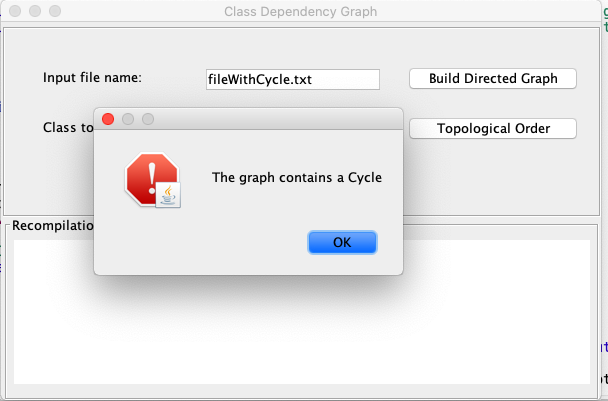 Class Dependency Graph
Input file name:
fileWithCycle.txt
Build Directed Graph
Class to
Topological Order
The graph contains a Cycle
OK
Recompilatio